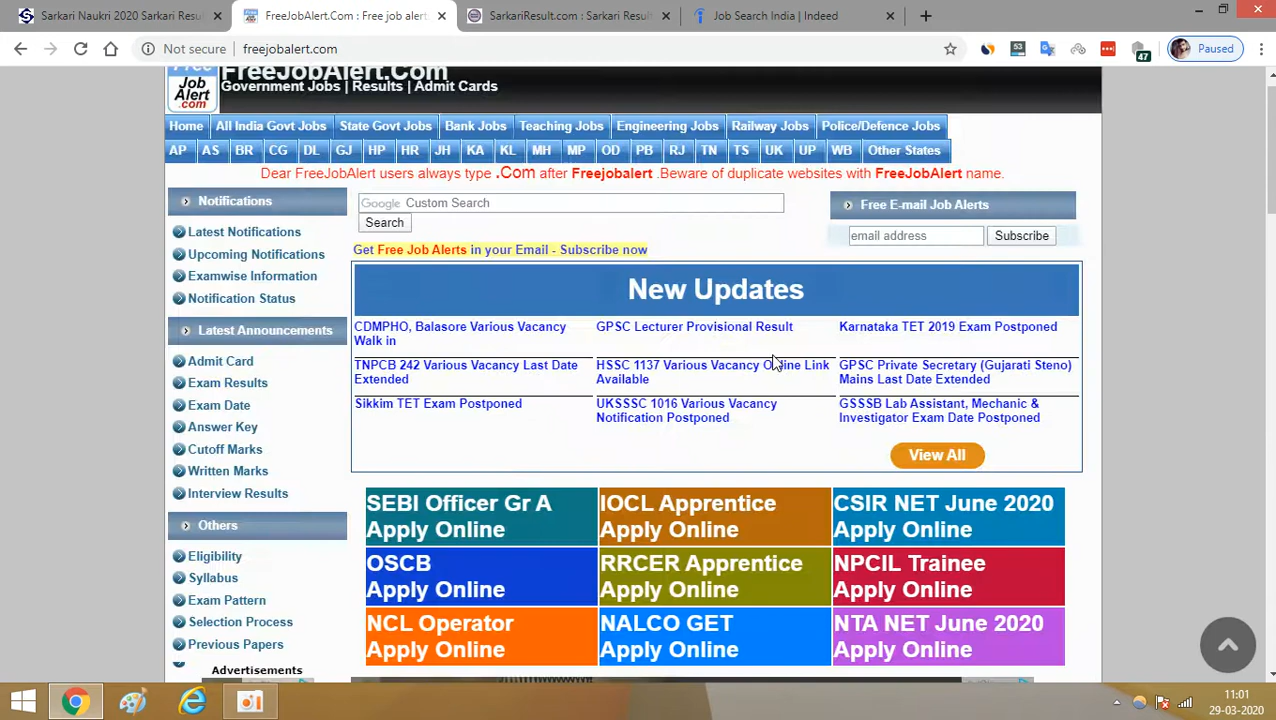 Sarkari Naukri 2020 Sarkari Resu
FreeJobAlert.Com : Free job alert
SarkariResult.com : Sarkari Result
Job Search India | Indeed
Not secure
freejobalert.com
53
47
Paused
Free
Job
Alert
.com
FreeJobAlert.Com
Government Jobs | Results | Admit Cards
Home All India Govt Jobs State Govt Jobs Bank Jobs Teaching Jobs Engineering Jobs Railway Jobs Police/Defence Jobs
AP AS BR CG DL GJ HP HR JH KA KL MH MP OD PB RJ TN TS UK UP WB Other States
Dear FreeJobAlert users always type .Com after Freejobalert .Beware of duplicate websites with FreeJobAlert name.
Notifications
Latest Notifications
Upcoming Notifications
Examwise Information
Notification Status
Latest Announcements
Admit Card
Exam Results
Exam Date
Answer Key
Cutoff Marks
Written Marks
Interview Results
Others
Eligibility
Syllabus
Exam Pattern
Selection Process
Previous Papers
Advertisements
Google Custom Search
Search
Free E-mail Job Alerts
email address
Subscribe
Get Free Job Alerts in your Email - Subscribe now
New Updates
CDMPHO, Balasore Various Vacancy
Walk in
GPSC Lecturer Provisional Result
Karnataka TET 2019 Exam Postponed
TNPCB 242 Various Vacancy Last Date
Extended
HSSC 1137 Various Vacancy Online Link
Available
GPSC Private Secretary (Gujarati Steno)
Mains Last Date Extended
Sikkim TET Exam Postponed
UKSSSC 1016 Various Vacancy
Notification Postponed
GSSSB Lab Assistant, Mechanic &
Investigator Exam Date Postponed
View All
SEBI Officer Gr A
Apply Online
IOCL Apprentice
Apply Online
CSIR NET June 2020
Apply Online
OSCB
Apply Online
RRCER Apprentice
Apply Online
NPCIL Trainee
Apply Online
NCL Operator
Apply Online
NALCO GET
Apply Online
NTA NET June 2020
Apply Online
11:01
29-03-2020